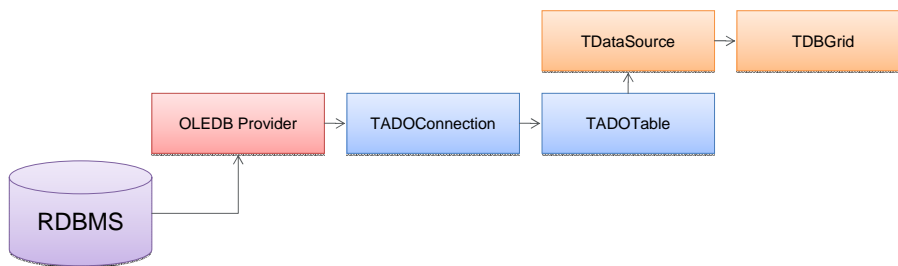 TDataSource
TDBGrid
OLEDB Provider
TADOConnection
TADOTable
RDBMS